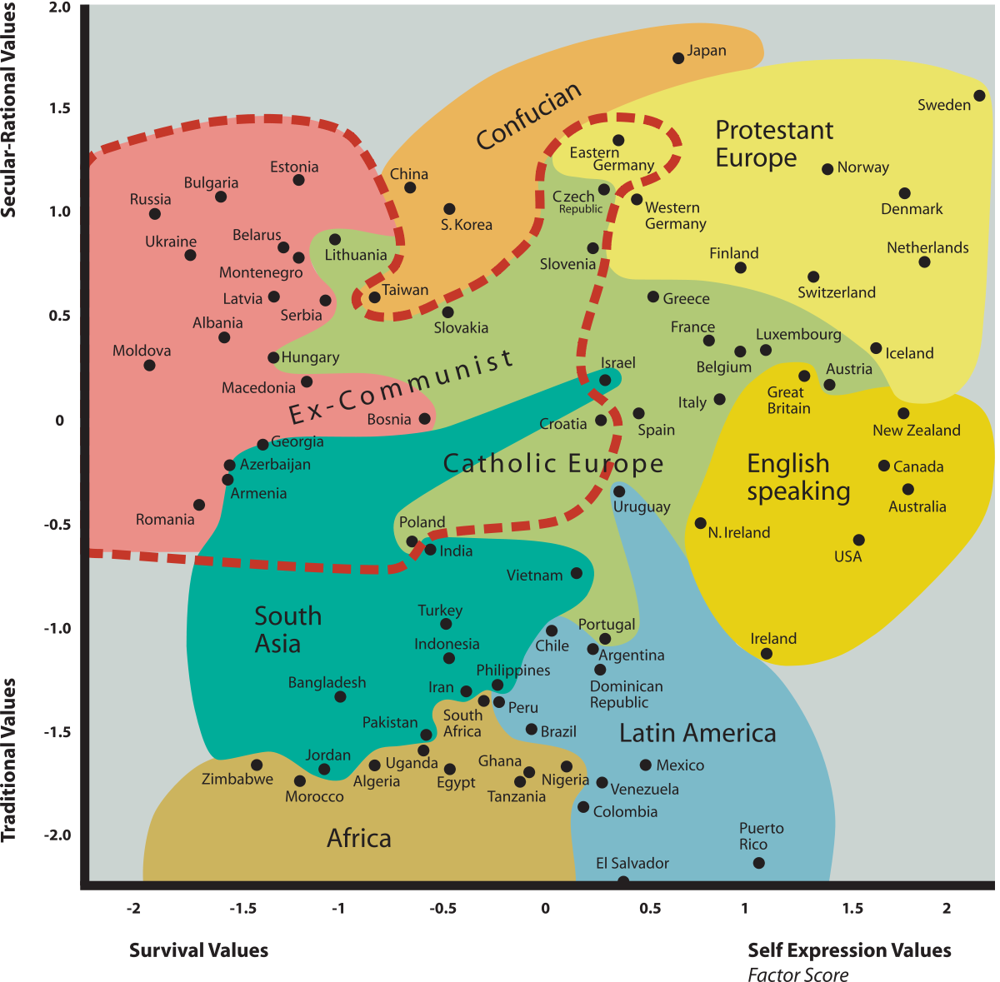 Secular-Rational Values
Traditional Values
2.0
1.5
1.0
0.5
0
-0.5
-1.0
-1.5
-2.0
Japan
Confucian
Sweden
Protestant
Europe
Eastern
Germany
Norway
Estonia
China
Bulgaria
Russia
Czech
Republic
Denmark
Western
Germany
S. Korea
Belarus
Ukraine
Lithuania
Netherlands
Finland
Slovenia
Montenegro
Taiwan
Switzerland
Latvia
Greece
Serbia
Albania
Slovakia
France
Luxembourg
Moldova
Hungary
Iceland
Ex-Communist
Israel
Belgium
Austria
Macedonia
Great
Britain
Italy
Bosnia
Croatia
Spain
New Zealand
Georgia
Azerbaijan
Catholic Europe
English
speaking
Canada
Armenia
Uruguay
Australia
Romania
Poland
N. Ireland
India
USA
Vietnam
South
Asia
Turkey
Portugal
Indonesia
Chile
Ireland
Argentina
Philippines
Bangladesh
Iran
Dominican
Republic
South
Africa
Peru
Pakistan
Brazil
Latin America
Jordan
Uganda
Ghana
Mexico
Zimbabwe
Algeria
Egypt
Nigeria
Morocco
Tanzania
Venezuela
Colombia
Africa
Puerto
Rico
El Salvador
-2
-1.5
-1
-0.5
0
0.5
1
1.5
2
Survival Values
Self Expression Values
Factor Score